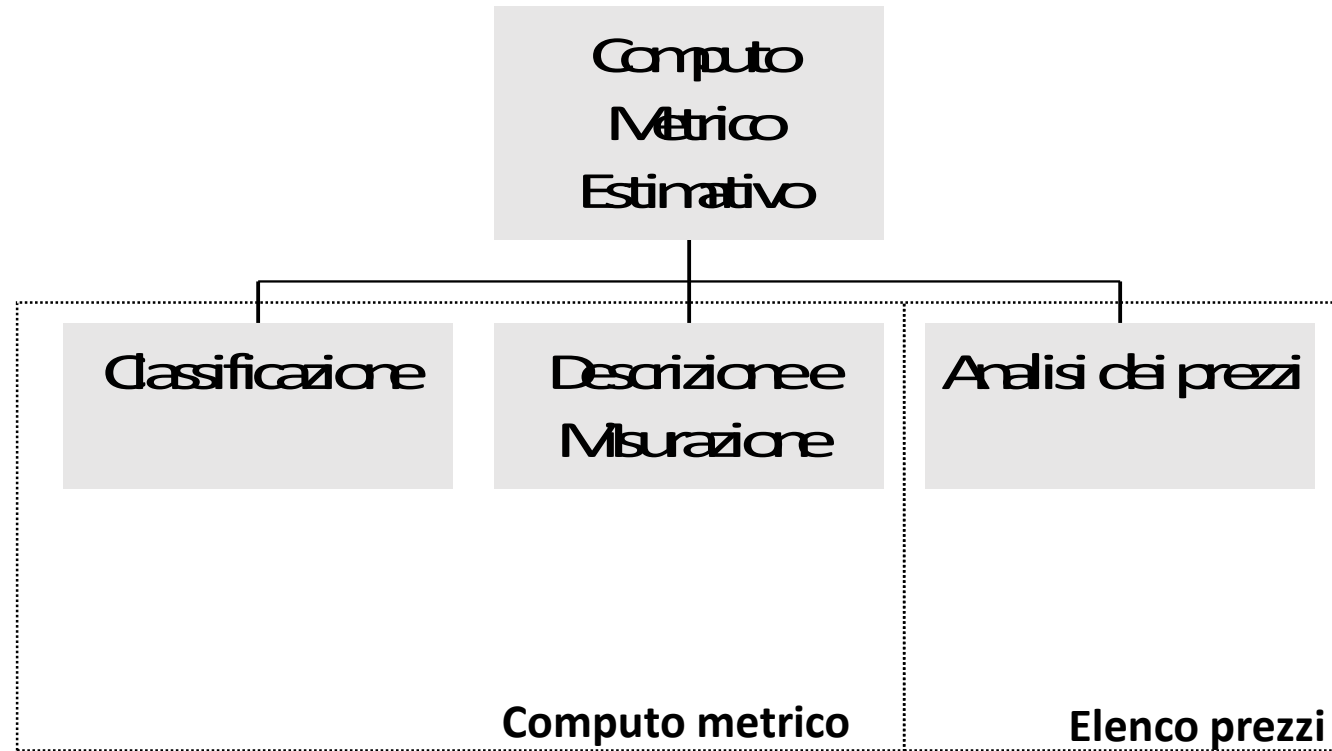 Computo
Metrico
Estimativo
Classificazione
Descrizione e
Misurazione
Analisi dei prezzi
Computo metrico
Elenco prezzi